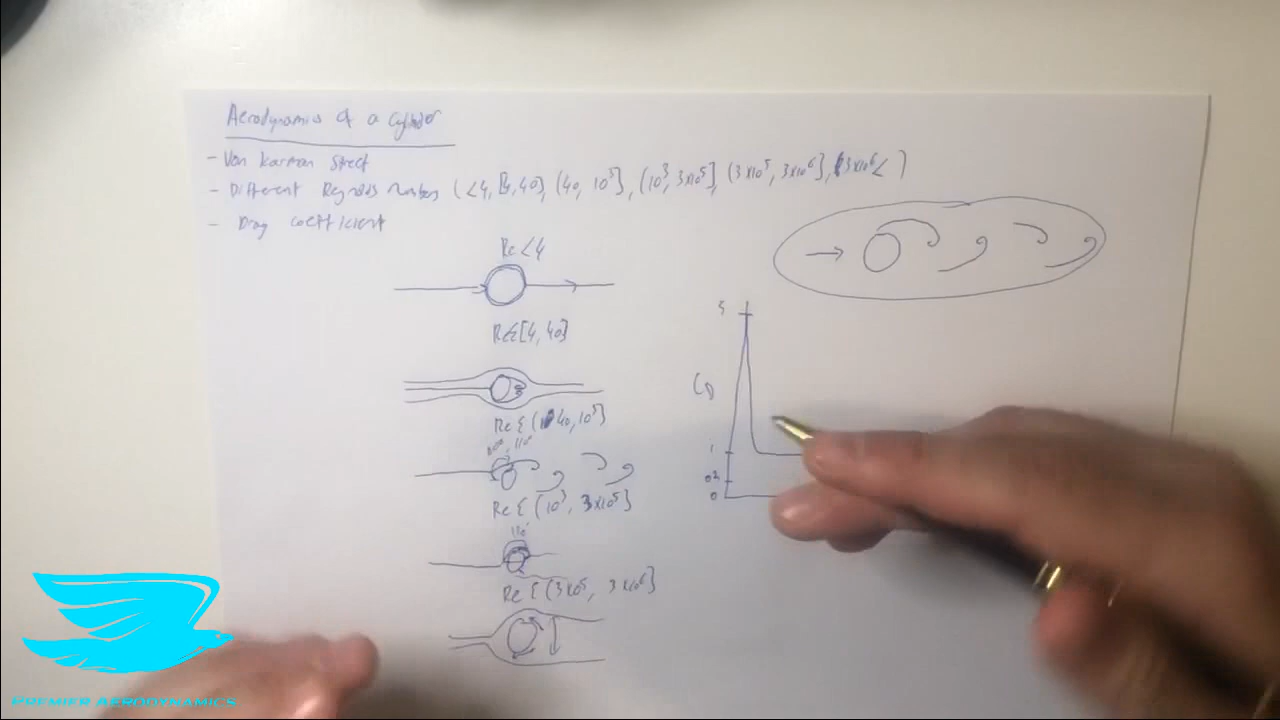 Aerodynamics of a cylinder
- Von Karman Street
- Different Reynolds numbers (<4, [4,40], (40, 10³], (10³, 3x10⁵], (3x10⁵, 3x10⁶], (3x10⁶< )
- Drag coefficient
Re<4
Re∈[4,40]
5
CD
1
0
Re∈(40,10³]
110°
Re∈(10³, 3x10⁵]
110°
Re∈(3x10⁵, 3x10⁶]
PREMIER AERODYNAMICS